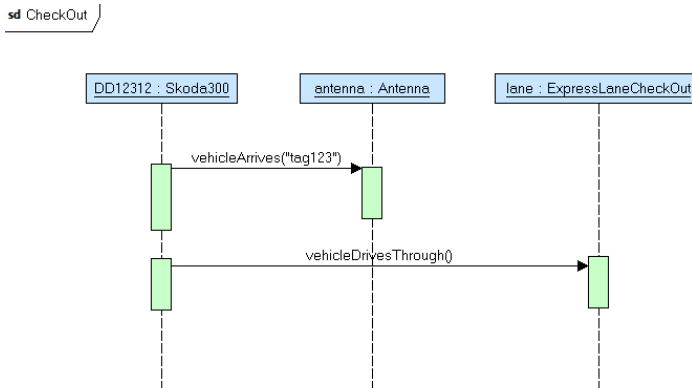 sd CheckOut
DD12312 : Skoda300
antenna : Antenna
lane : ExpressLaneCheckOut
vehicleArrives("tag123")
vehicleDrivesThrough()